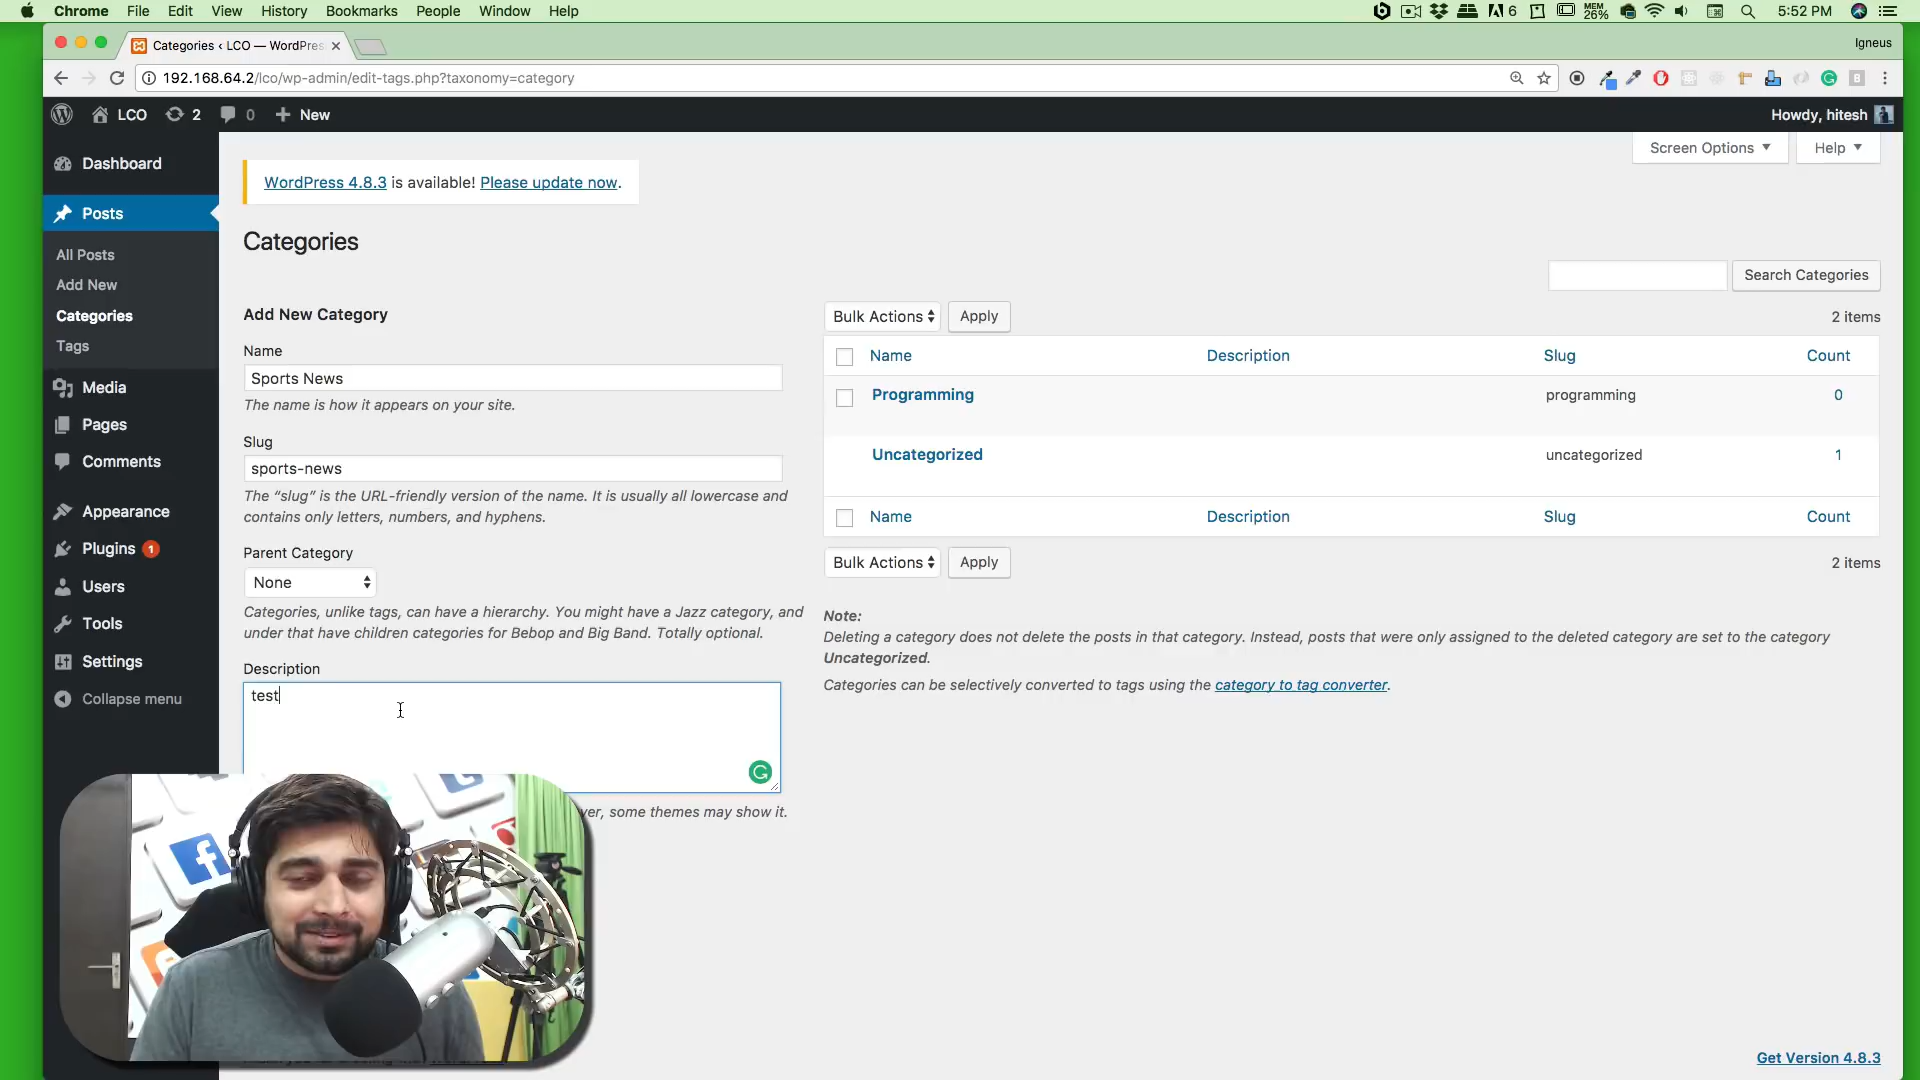 Chrome File Edit View History Bookmarks People Window Help
6 MEM 26% 5:52 PM
Categories ‹ LCO — WordPres
Igneus
192.168.64.2/lco/wp-admin/edit-tags.php?taxonomy=category
LCO 2 0 New
Howdy, hitesh
Dashboard
Posts
All Posts
Add New
Categories
Tags
Media
Pages
Comments
Appearance
Plugins 1
Users
Tools
Settings
Collapse menu
Screen Options
Help
WordPress 4.8.3 is available! Please update now.
Categories
Search Categories
Add New Category
Name
Sports News
The name is how it appears on your site.
Slug
sports-news
The “slug” is the URL-friendly version of the name. It is usually all lowercase and
contains only letters, numbers, and hyphens.
Parent Category
None
Categories, unlike tags, can have a hierarchy. You might have a Jazz category, and
under that have children categories for Bebop and Big Band. Totally optional.
Description
test
ver, some themes may show it.
Bulk Actions Apply 2 items
Name Description Slug Count
Programming programming 0
Uncategorized uncategorized 1
Name Description Slug Count
Bulk Actions Apply 2 items
Note:
Deleting a category does not delete the posts in that category. Instead, posts that were only assigned to the deleted category are set to the category
Uncategorized.
Categories can be selectively converted to tags using the category to tag converter.
Get Version 4.8.3